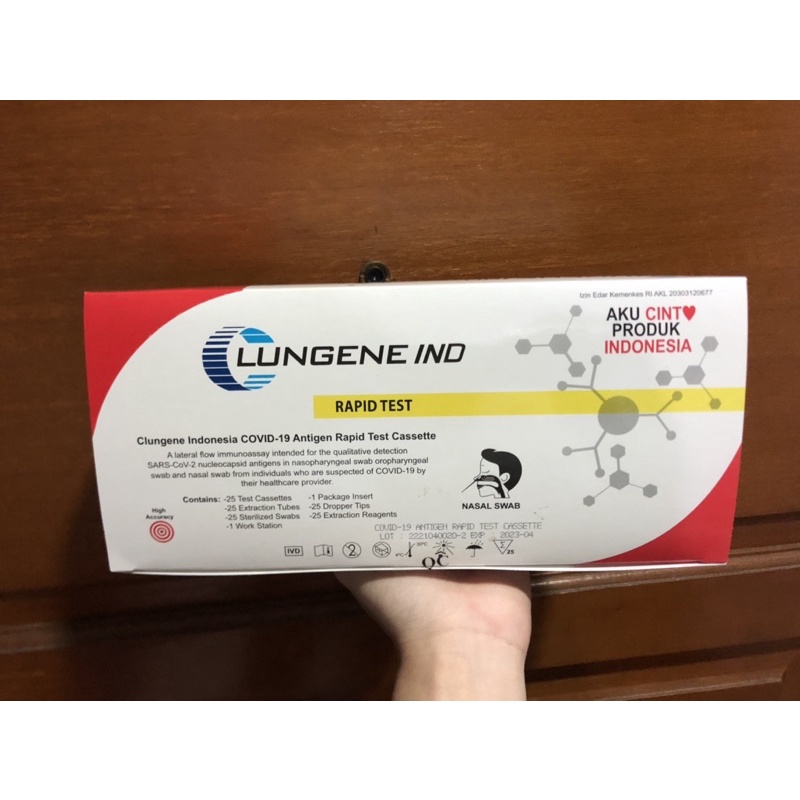 Izin Edar Kemenkes RI AKL 20303120677
AKU CINT♥
PRODUK
INDONESIA
CLUNGENE IND
RAPID TEST
Clungene Indonesia COVID-19 Antigen Rapid Test Cassette
A lateral flow immunoassay intended for the qualitative detection
SARS-CoV-2 nucleocapsid antigens in nasopharyngeal swab oropharyngeal
swab and nasal swab from individuals who are suspected of COVID-19 by
their healthcare provider.
High
Accuracy
Contains: -25 Test Cassettes
-25 Extraction Tubes
-25 Sterilized Swabs
-1 Work Station
-1 Package Insert
-25 Dropper Tips
-25 Extraction Reagents
NASAL SWAB
COVID-19 ANTIGEN RAPID TEST CASSETTE
LOT : 222104002D-2 EXP : 2023-04
IVD
2
4°C
30°C
25
QC